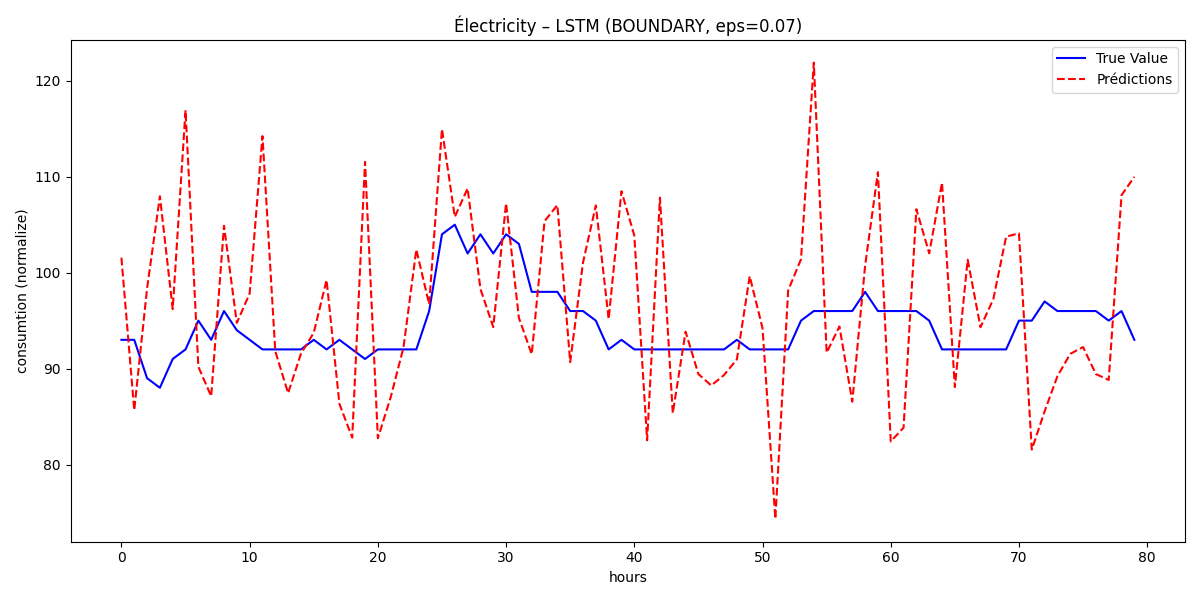 Électricity – LSTM (BOUNDARY, eps=0.07)
True Value
Prédictions
consumtion (normalize)
120
110
100
90
80
0 10 20 30 40 50 60 70 80
hours